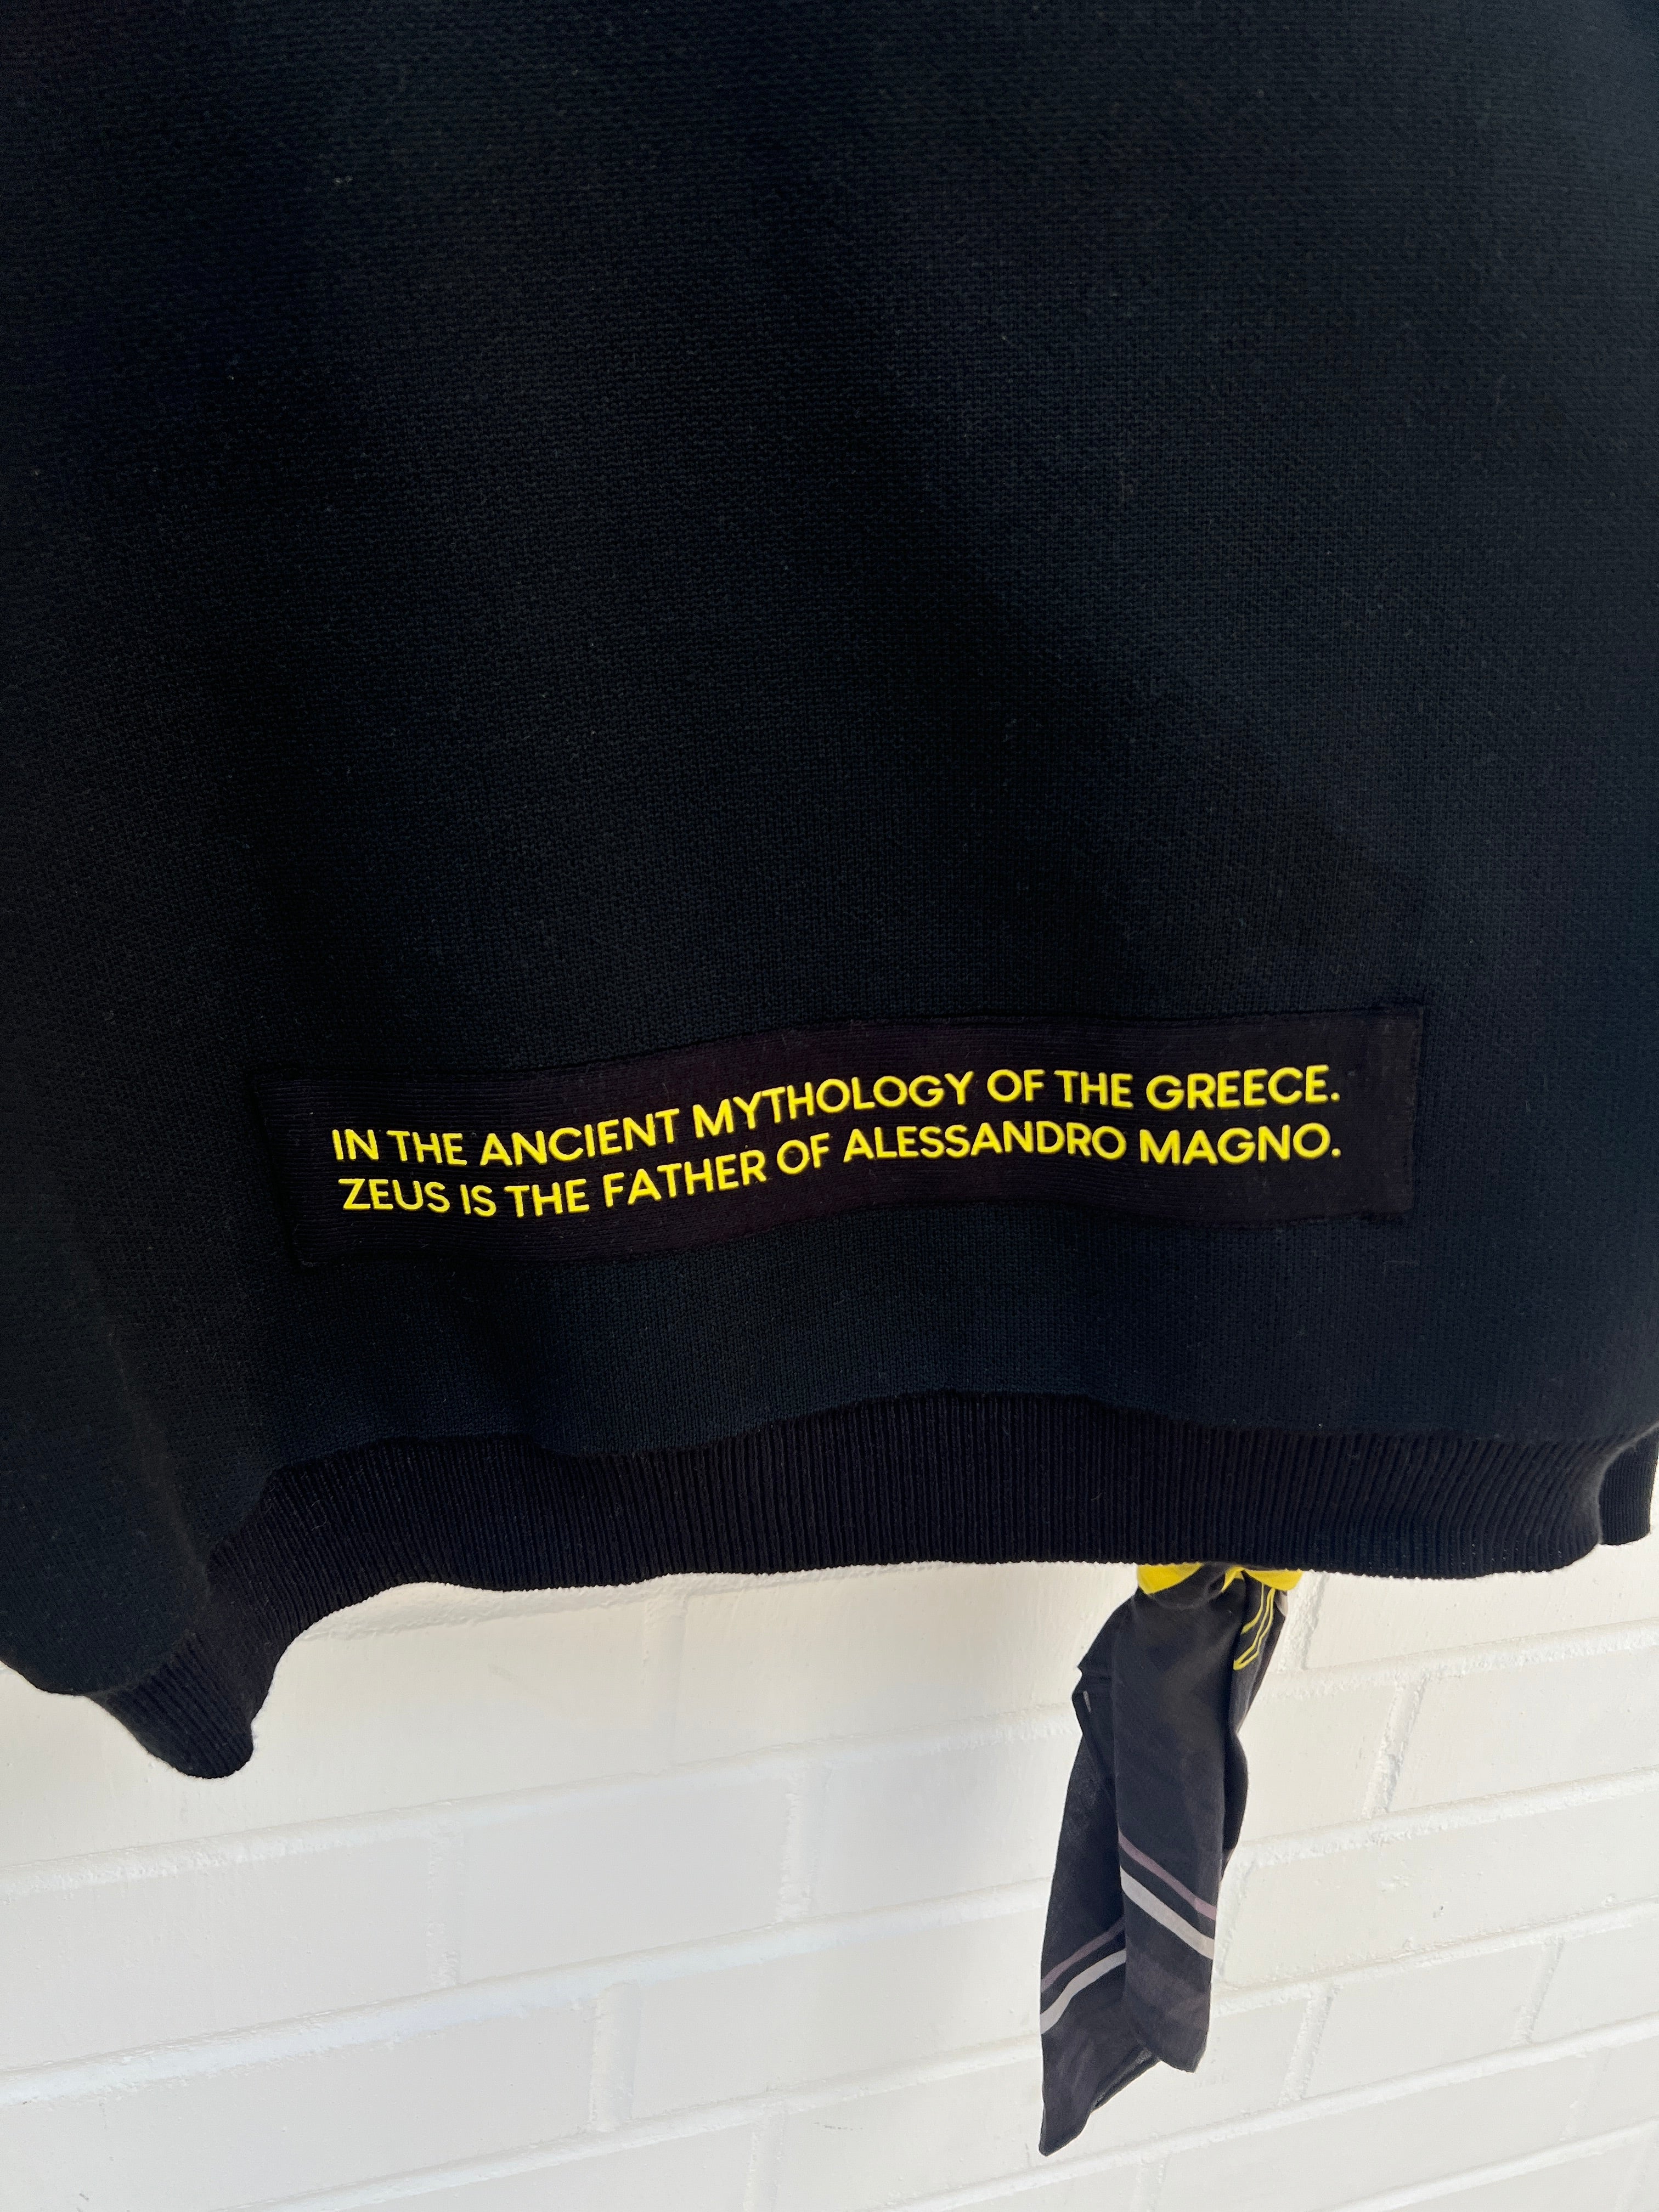 IN THE ANCIENT MYTHOLOGY OF THE GREECE.
ZEUS IS THE FATHER OF ALESSANDRO MAGNO.